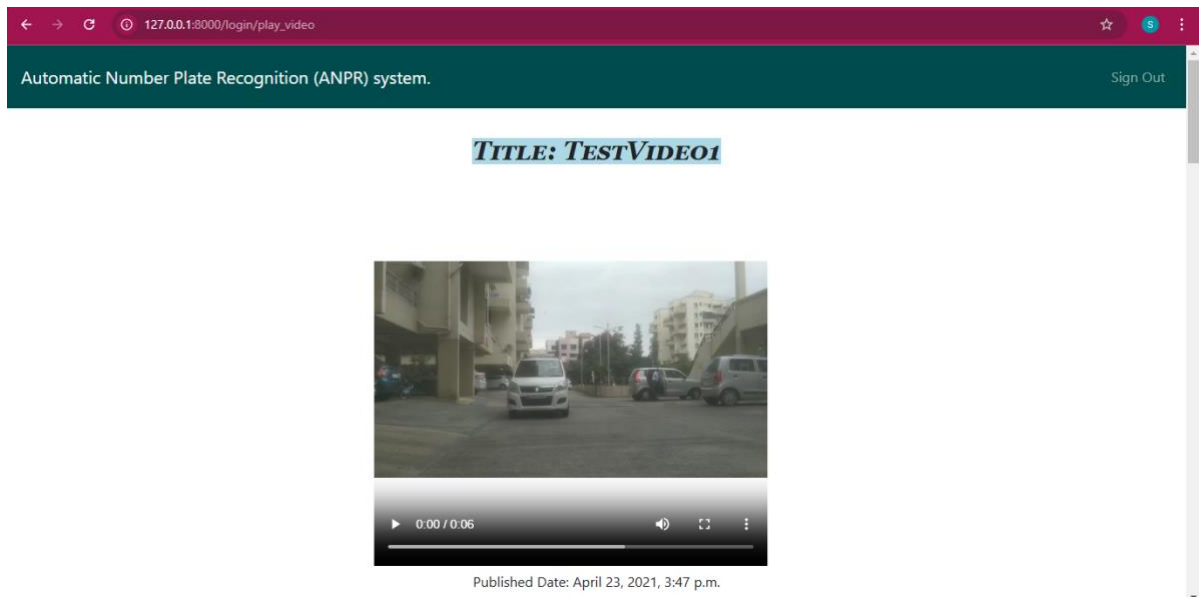 127.0.0.1:8000/login/play_video
S
Automatic Number Plate Recognition (ANPR) system.
Sign Out
TITLE: TESTVIDEO1
0:00 / 0:06
Published Date: April 23, 2021, 3:47 p.m.